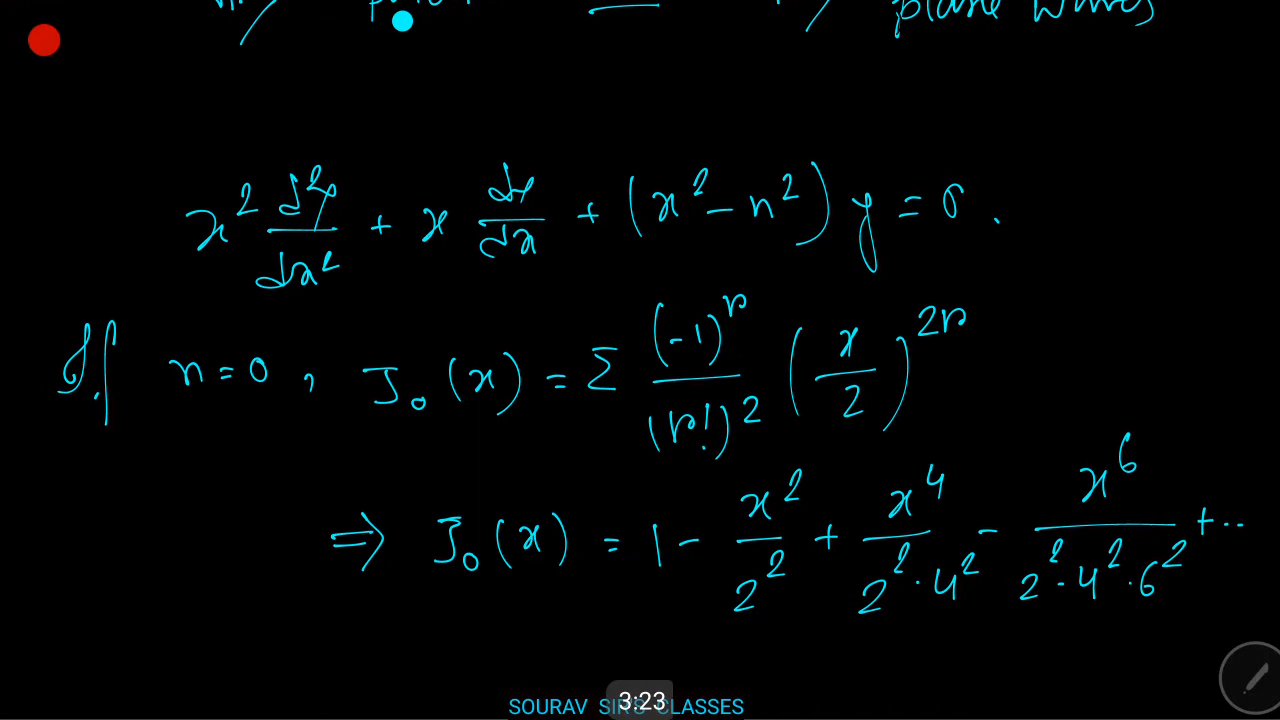 plane waves
x² d²y/dx² + x dy/dx + (x² - n²) y = 0 .
If n = 0 , J₀(x) = Σ (-1)^r/(r!)² (x/2)^2r
⇒ J₀(x) = 1 - x²/2² + x⁴/2²·4² - x⁶/2²·4²·6² + ..
SOURAV SIR'S CLASSES
3:23